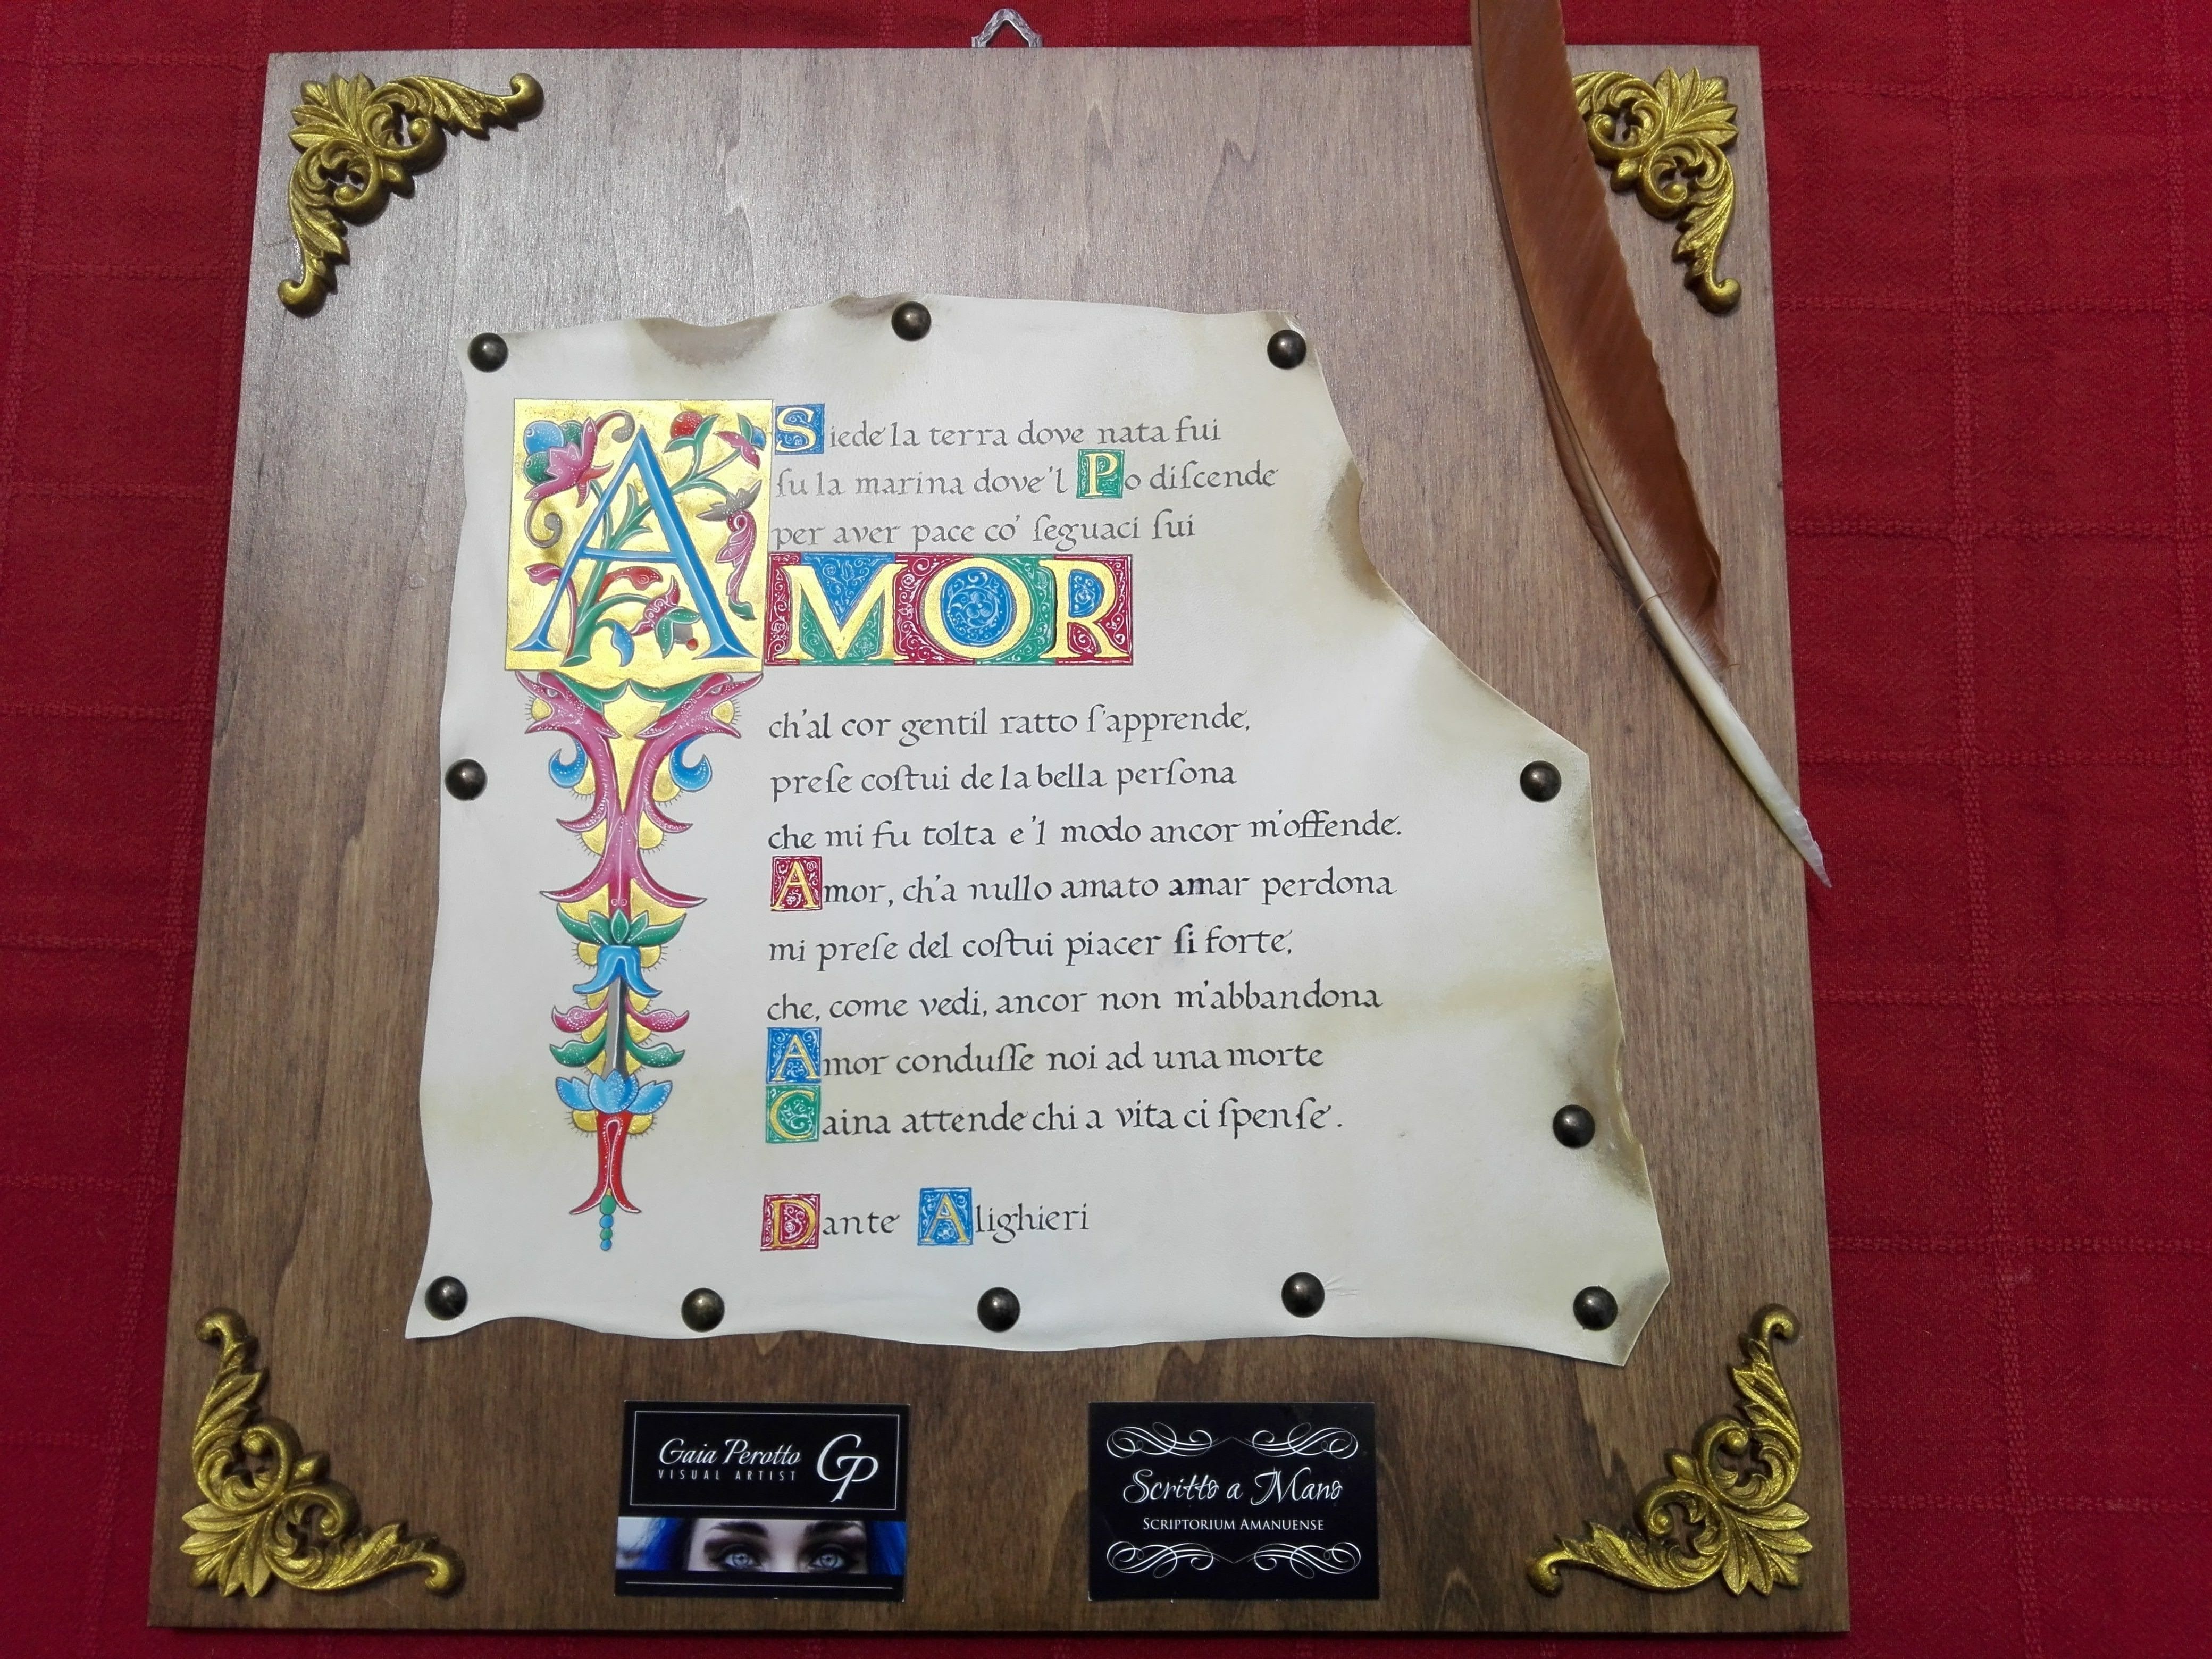 Siede la terra dove nata fui
ſu la marina dove'l Po diſcende
per aver pace co' ſeguaci ſui
AMOR
ch'al cor gentil ratto ſ'apprende,
preſe coſtui de la bella perſona
che mi fu tolta e 'l modo ancor m'offende.
Amor, ch'a nullo amato amar perdona
mi preſe del coſtui piacer ſi forte,
che, come vedi, ancor non m'abbandona
Amor conduſſe noi ad una morte
Caina attende chi a vita ci ſpenſe.
Dante Alighieri
Gaia Perotto GP
VISUAL ARTIST
Scritto a Mano
SCRIPTORIUM AMANUENSE